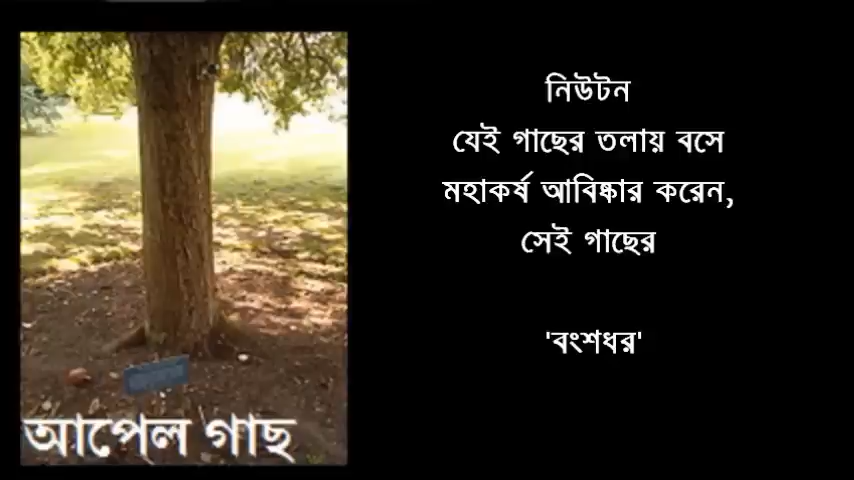 নিউটন
যেই গাছের তলায় বসে
মহাকর্ষ আবিষ্কার করেন,
সেই গাছের
'বংশধর'
আপেল গাছ